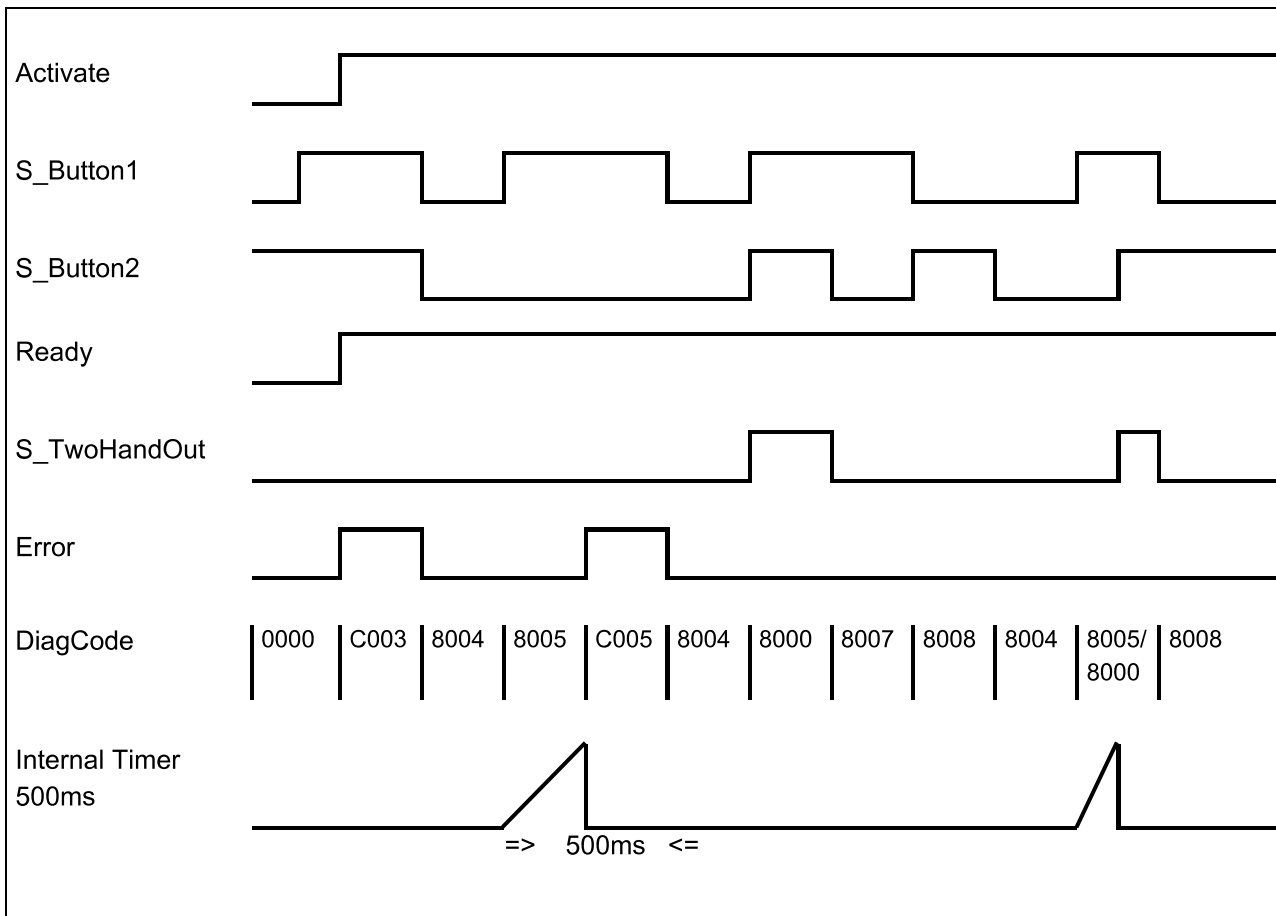 Activate
S_Button1
S_Button2
Ready
S_TwoHandOut
Error
DiagCode 0000 C003 8004 8005 C005 8004 8000 8007 8008 8004 8005/ 8008
8000
Internal Timer
500ms
=> 500ms <=